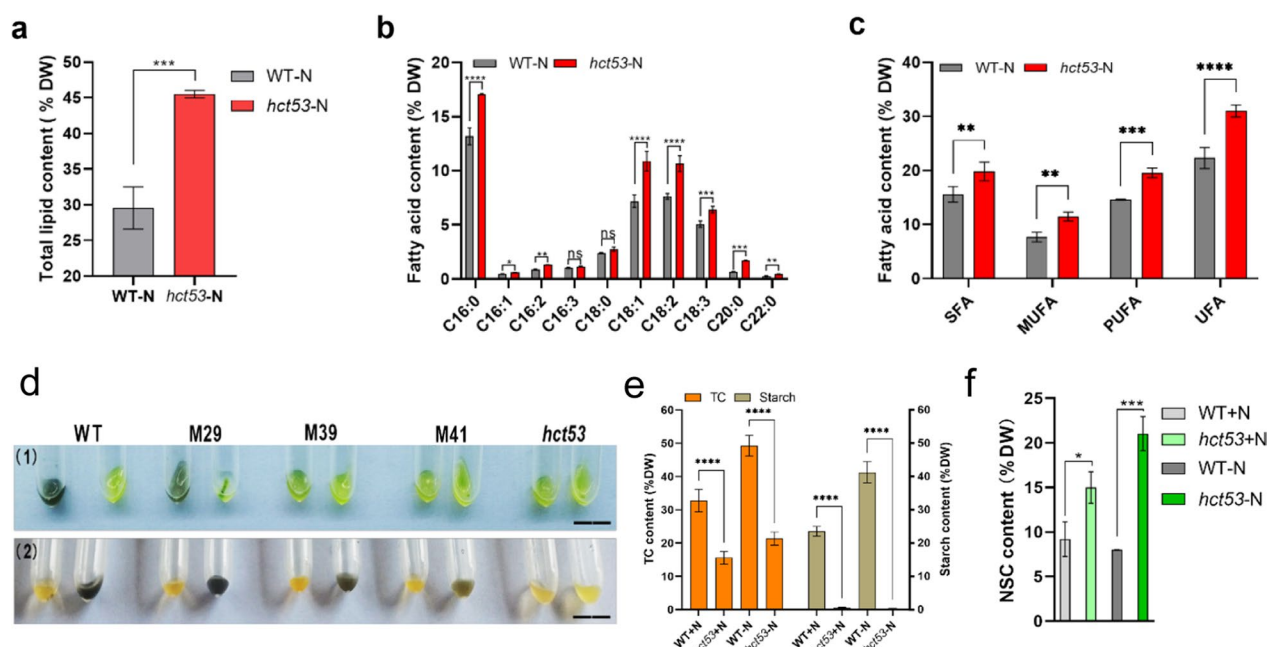 a
Total lipid content ( % DW)
50
45
40
35
30
25
20
***
WT-N
hct53-N
WT-N
hct53-N
b
Fatty acid content (% DW)
20
15
10
5
0
WT-N
hct53-N
****
*
**
ns
ns
****
****
***
***
**
C16:0
C16:1
C16:2
C16:3
C18:0
C18:1
C18:2
C18:3
C20:0
C22:0
c
Fatty acid content (% DW)
40
30
20
10
0
WT-N
hct53-N
**
**
***
****
SFA
MUFA
PUFA
UFA
d
WT
M29
M39
M41
hct53
(1)
(2)
e
TC
Starch
TC content (%DW)
60
50
40
30
20
10
0
****
****
****
****
WT+N
hct53+N
WT-N
hct53-N
WT+N
hct53+N
WT-N
hct53-N
60
50
40
30
20
10
0
Starch content (%DW)
f
NSC content (% DW)
25
20
15
10
5
0
*
***
WT+N
hct53+N
WT-N
hct53-N